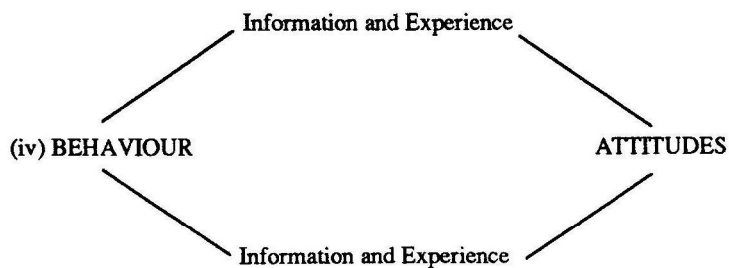 Information and Experience
(iv) BEHAVIOUR ATTITUDES
Information and Experience